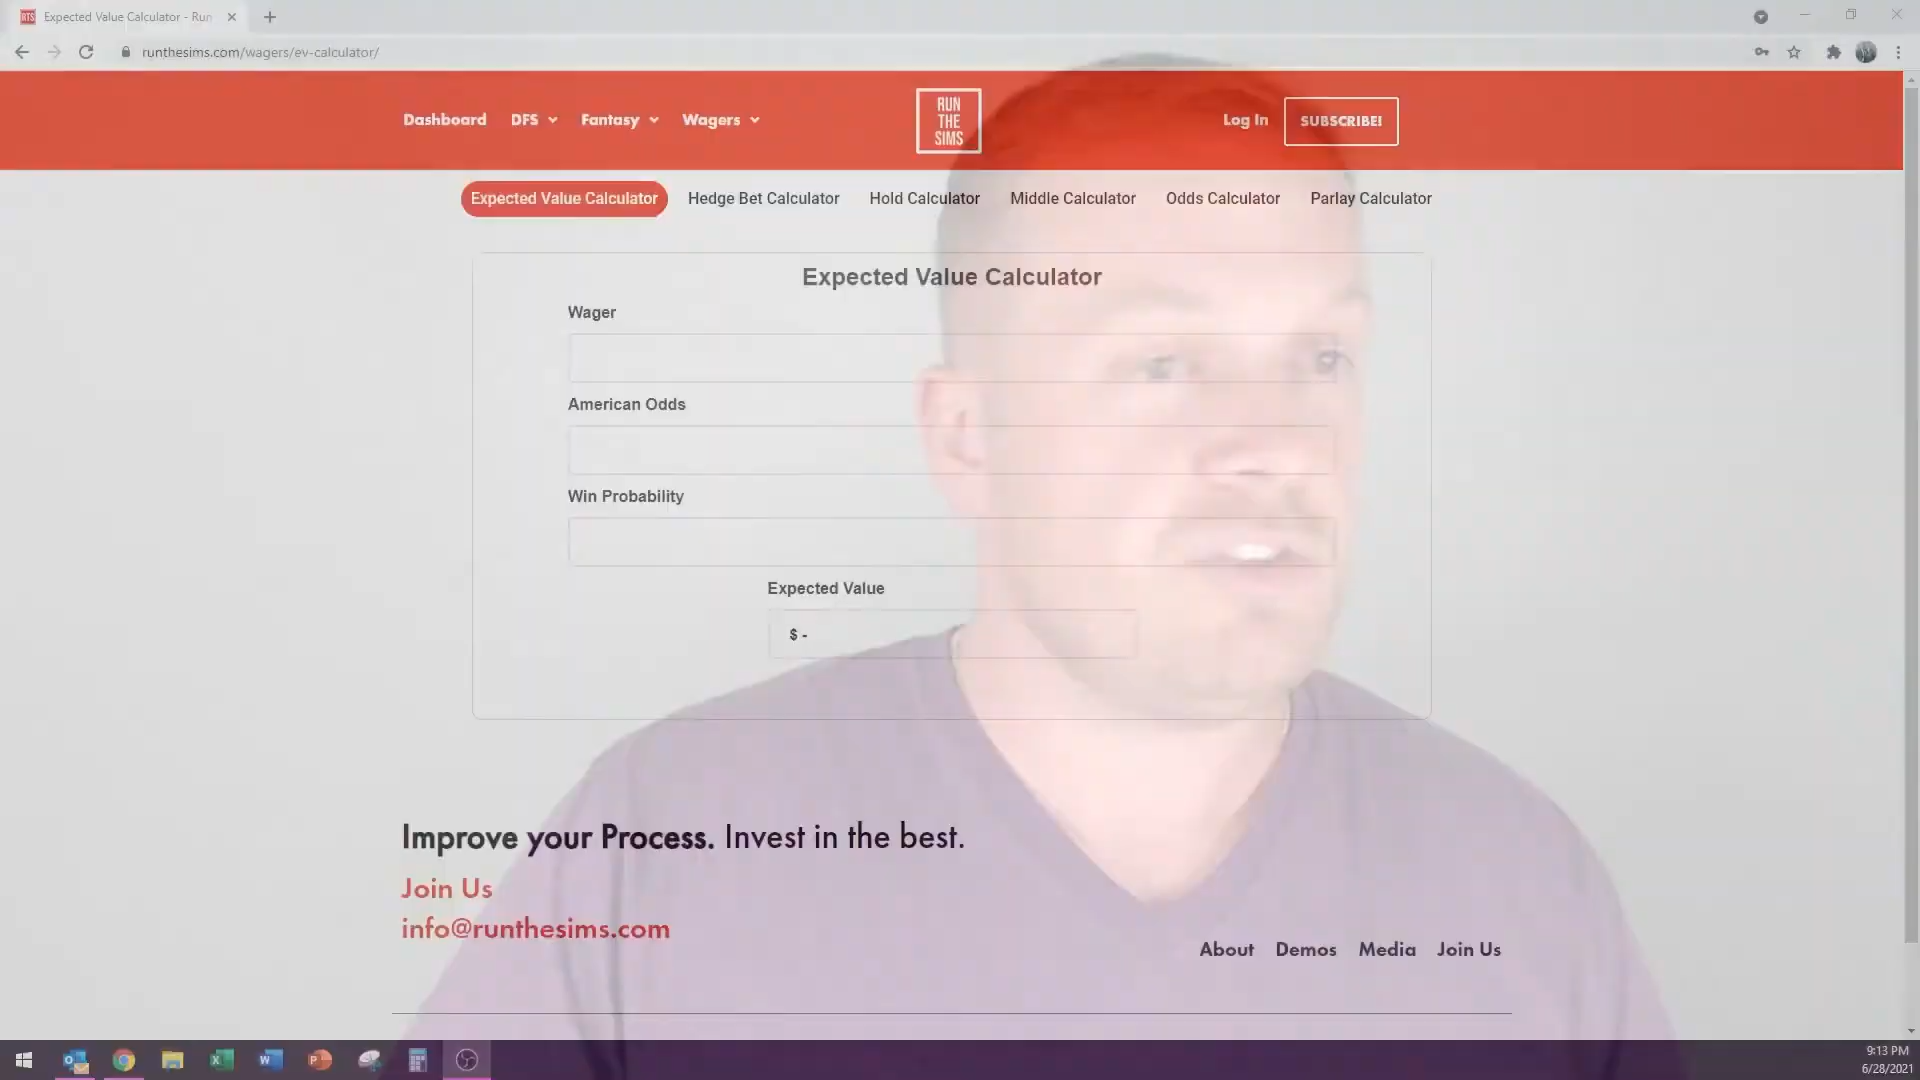 RTS Expected Value Calculator - Run
runthesims.com/wagers/ev-calculator/
Dashboard DFS Fantasy Wagers
RUN
THE
SIMS
Log In SUBSCRIBE!
Expected Value Calculator Hedge Bet Calculator Hold Calculator Middle Calculator Odds Calculator Parlay Calculator
Expected Value Calculator
Wager
American Odds
Win Probability
Expected Value
$ -
Improve your Process. Invest in the best.
Join Us
info@runthesims.com
About Demos Media Join Us
9:13 PM
6/28/2021